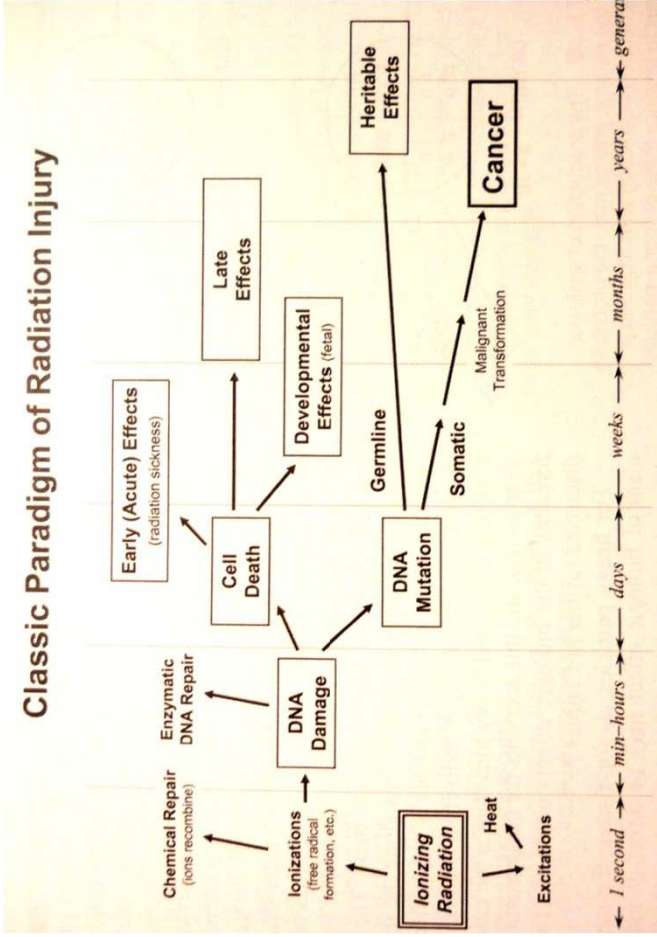 Classic Paradigm of Radiation Injury
Chemical Repair
(ions recombine)
Enzymatic
DNA Repair
Early (Acute) Effects
(radiation sickness)
Ionizations
(free radical
formation, etc.)
DNA
Damage
Cell
Death
Late
Effects
Developmental
Effects (fetal)
Ionizing
Radiation
Heat
Excitations
DNA
Mutation
Germline
Somatic
Heritable
Effects
Malignant
Transformation
Cancer
1 second
min–hours
days
weeks
months
years